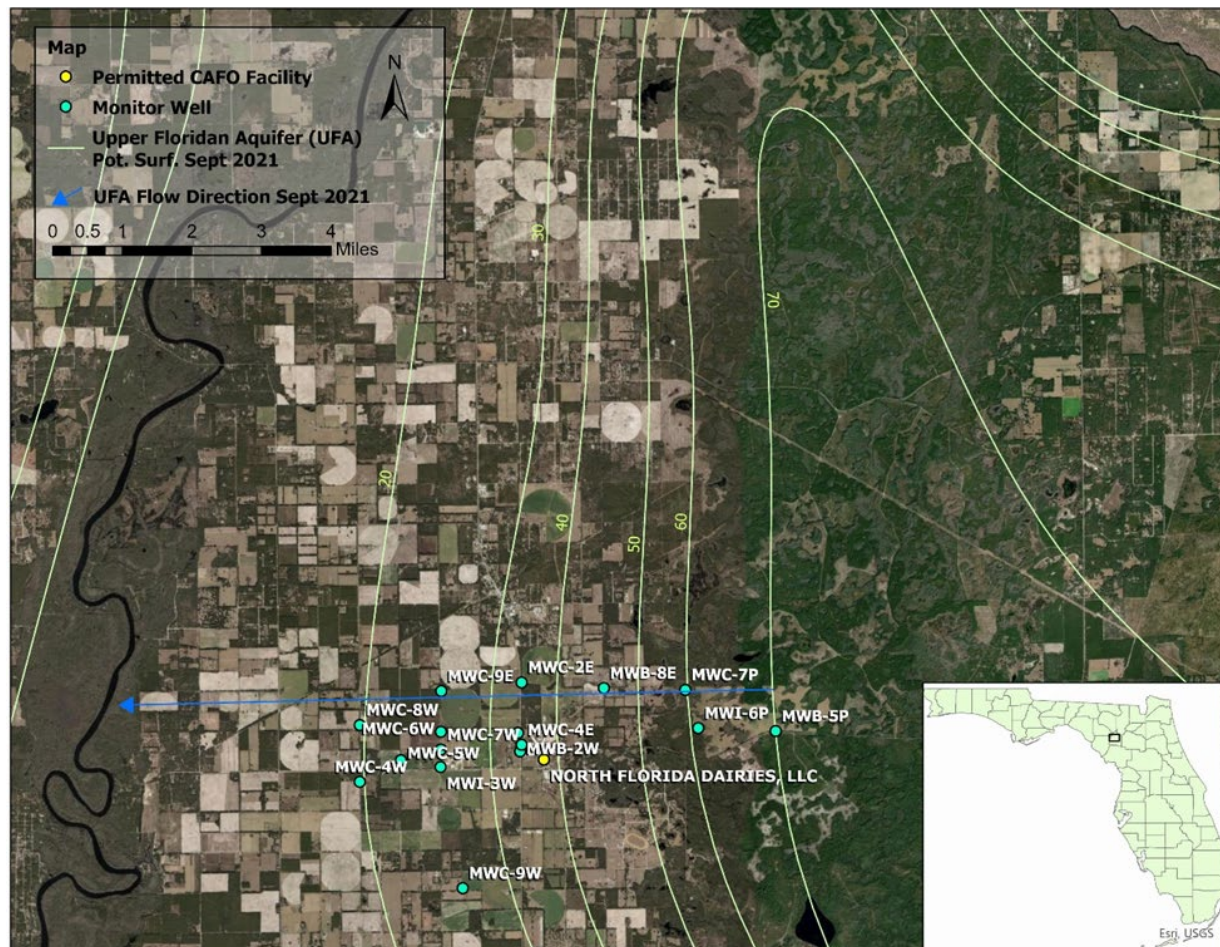 Map
Permitted CAFO Facility
N
Monitor Well
Upper Floridan Aquifer (UFA)
Pot. Surf. Sept 2021
UFA Flow Direction Sept 2021
0 0.5 1 2 3 4
Miles
30
70
20
40
50
60
MWC-9E
MWC-2E
MWB-8E
MWC-7P
MWC-8W
MWC-6W
MWC-7W
MWC-4E
MWI-6P
MWB-5P
MWC-5W
MWB-2W
MWC-4W
MWI-3W
NORTH FLORIDA DAIRIES, LLC
MWC-9W
Esri, USGS